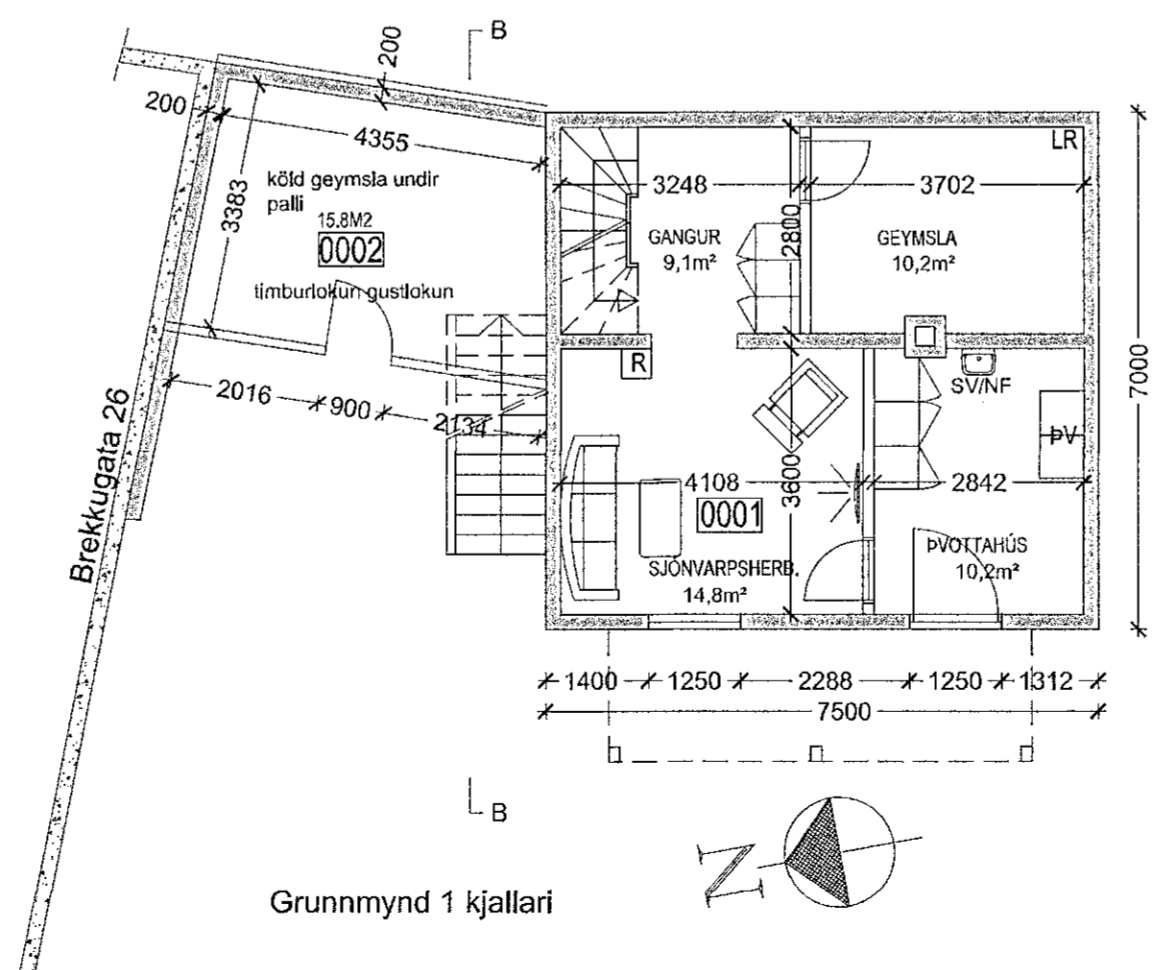 B
200
200
4355
köld geymsla undir
palli
15.8M2
0002
timburlokun gustlokun
3383
2016
900
2134
Brekkugata 26
LR
3248
3702
2800
GANGUR
9,1m²
GEYMSLA
10,2m²
R
SV/NF
ÞV
7000
4108
3600
2842
0001
SJÓNVARPSHERB.
14,8m²
ÞVOTTAHÚS
10,2m²
1400
1250
2288
1250
1312
7500
B
N
Grunnmynd 1 kjallari